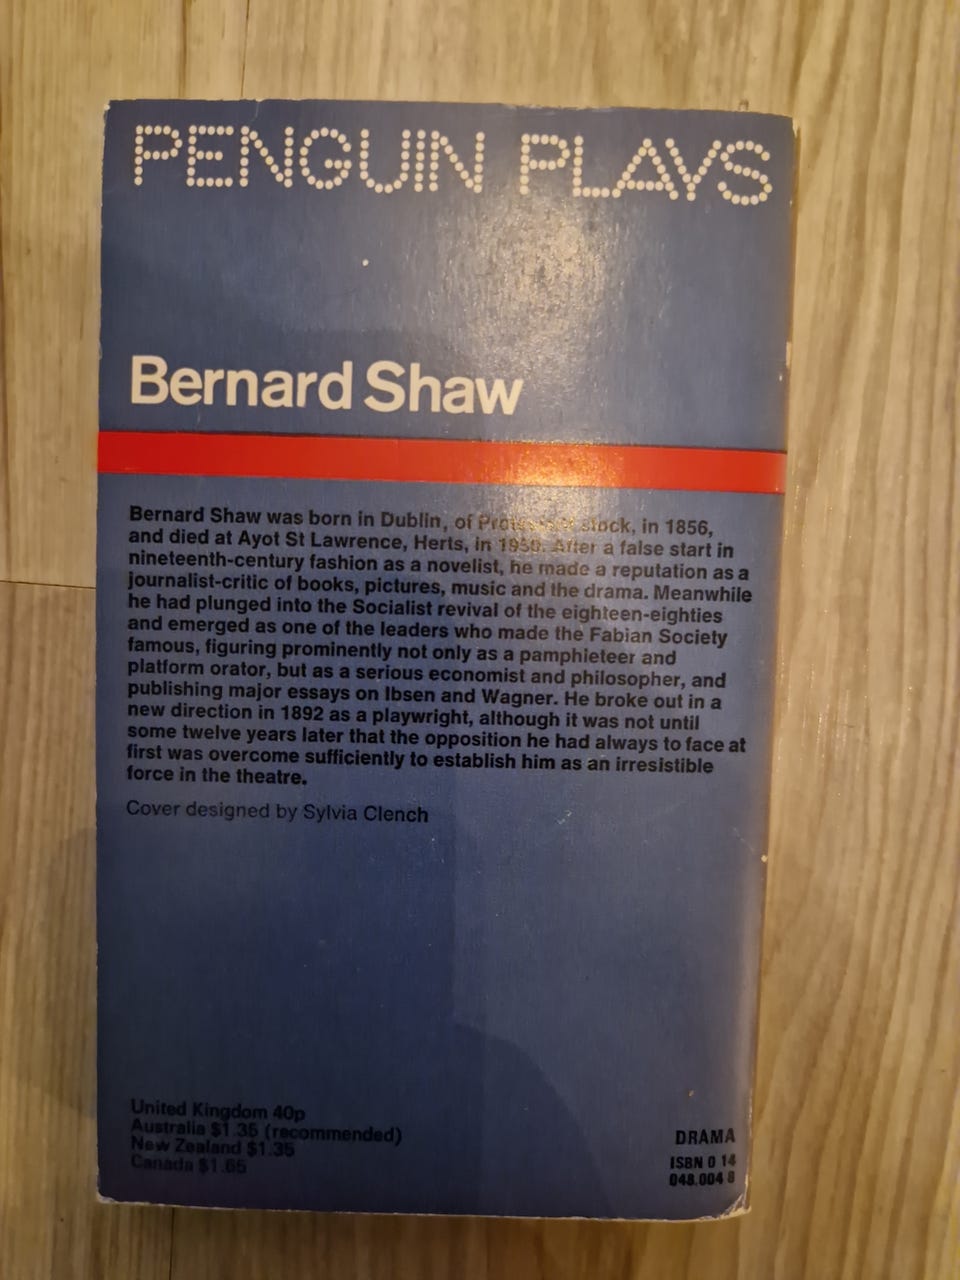 PENGUIN PLAYS
Bernard Shaw
Bernard Shaw was born in Dublin, of Protestant stock, in 1856,
and died at Ayot St Lawrence, Herts, in 1950. After a false start in
nineteenth-century fashion as a novelist, he made a reputation as a
journalist-critic of books, pictures, music and the drama. Meanwhile
he had plunged into the Socialist revival of the eighteen-eighties
and emerged as one of the leaders who made the Fabian Society
famous, figuring prominently not only as a pamphleteer and
platform orator, but as a serious economist and philosopher, and
publishing major essays on Ibsen and Wagner. He broke out in a
new direction in 1892 as a playwright, although it was not until
some twelve years later that the opposition he had always to face at
first was overcome sufficiently to establish him as an irresistible
force in the theatre.
Cover designed by Sylvia Clench
United Kingdom 40p
Australia $1.35 (recommended)
New Zealand $1.35
Canada $1.65
DRAMA
ISBN 0 14
048.004 8